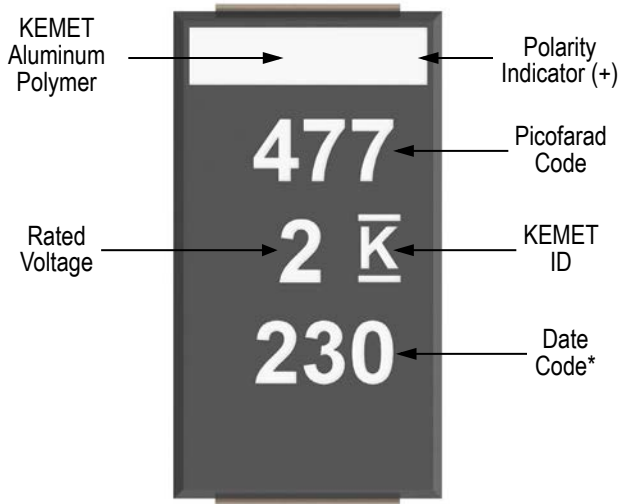 KEMET
Aluminum
Polymer
Polarity
Indicator (+)
477
Picofarad
Code
Rated
Voltage
2 K
KEMET
ID
230
Date
Code*